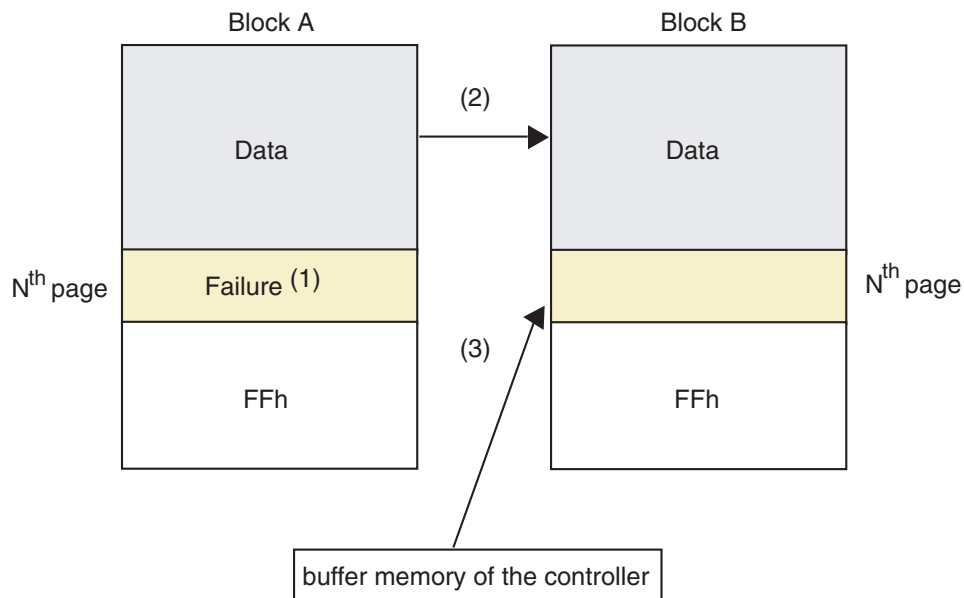 Block A
Block B
(2)
Data
Data
Nth page
Failure (1)
Nth page
(3)
FFh
FFh
buffer memory of the controller